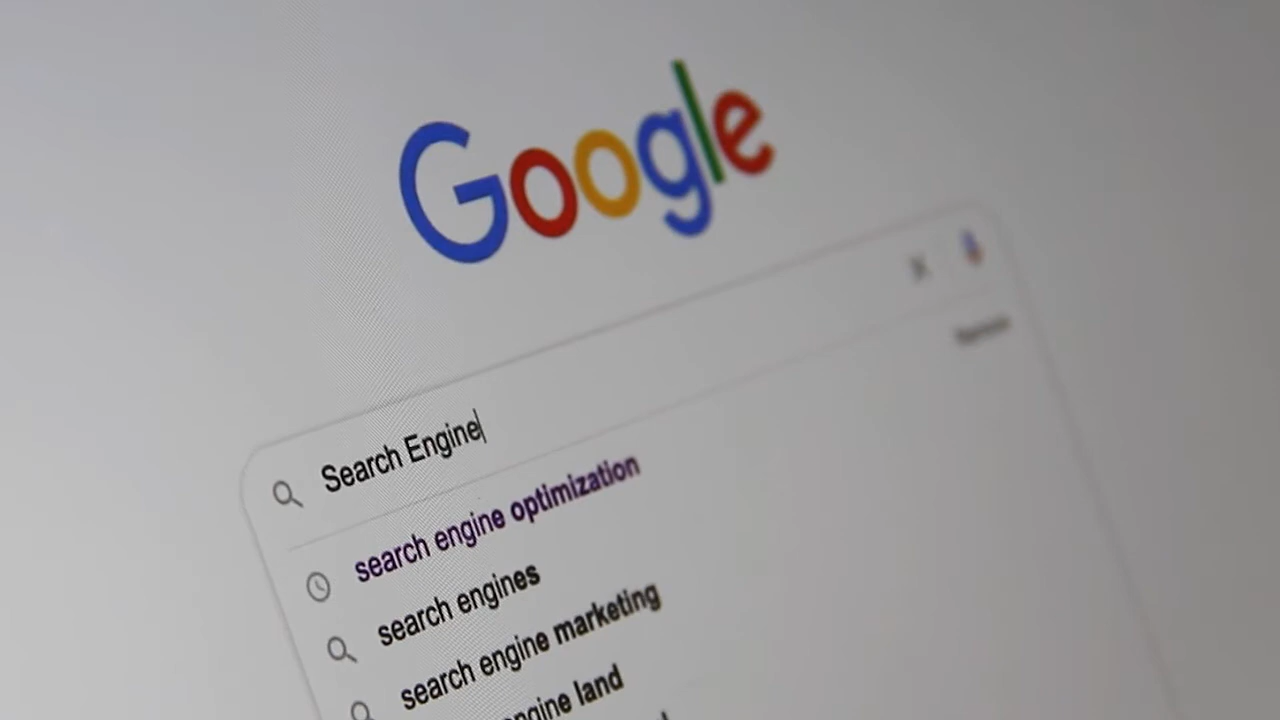 Google
Search Engine
search engine optimization
search engines
search engine marketing
engine land